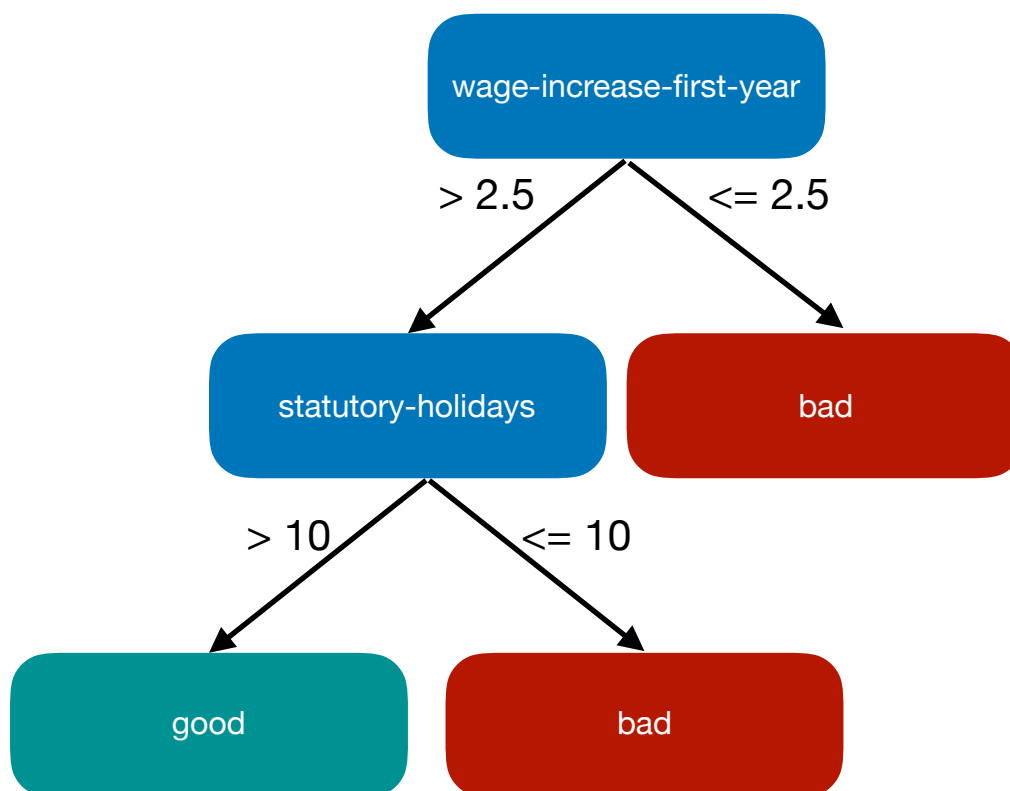 wage-increase-first-year
> 2.5
<= 2.5
statutory-holidays
bad
> 10
<= 10
good
bad